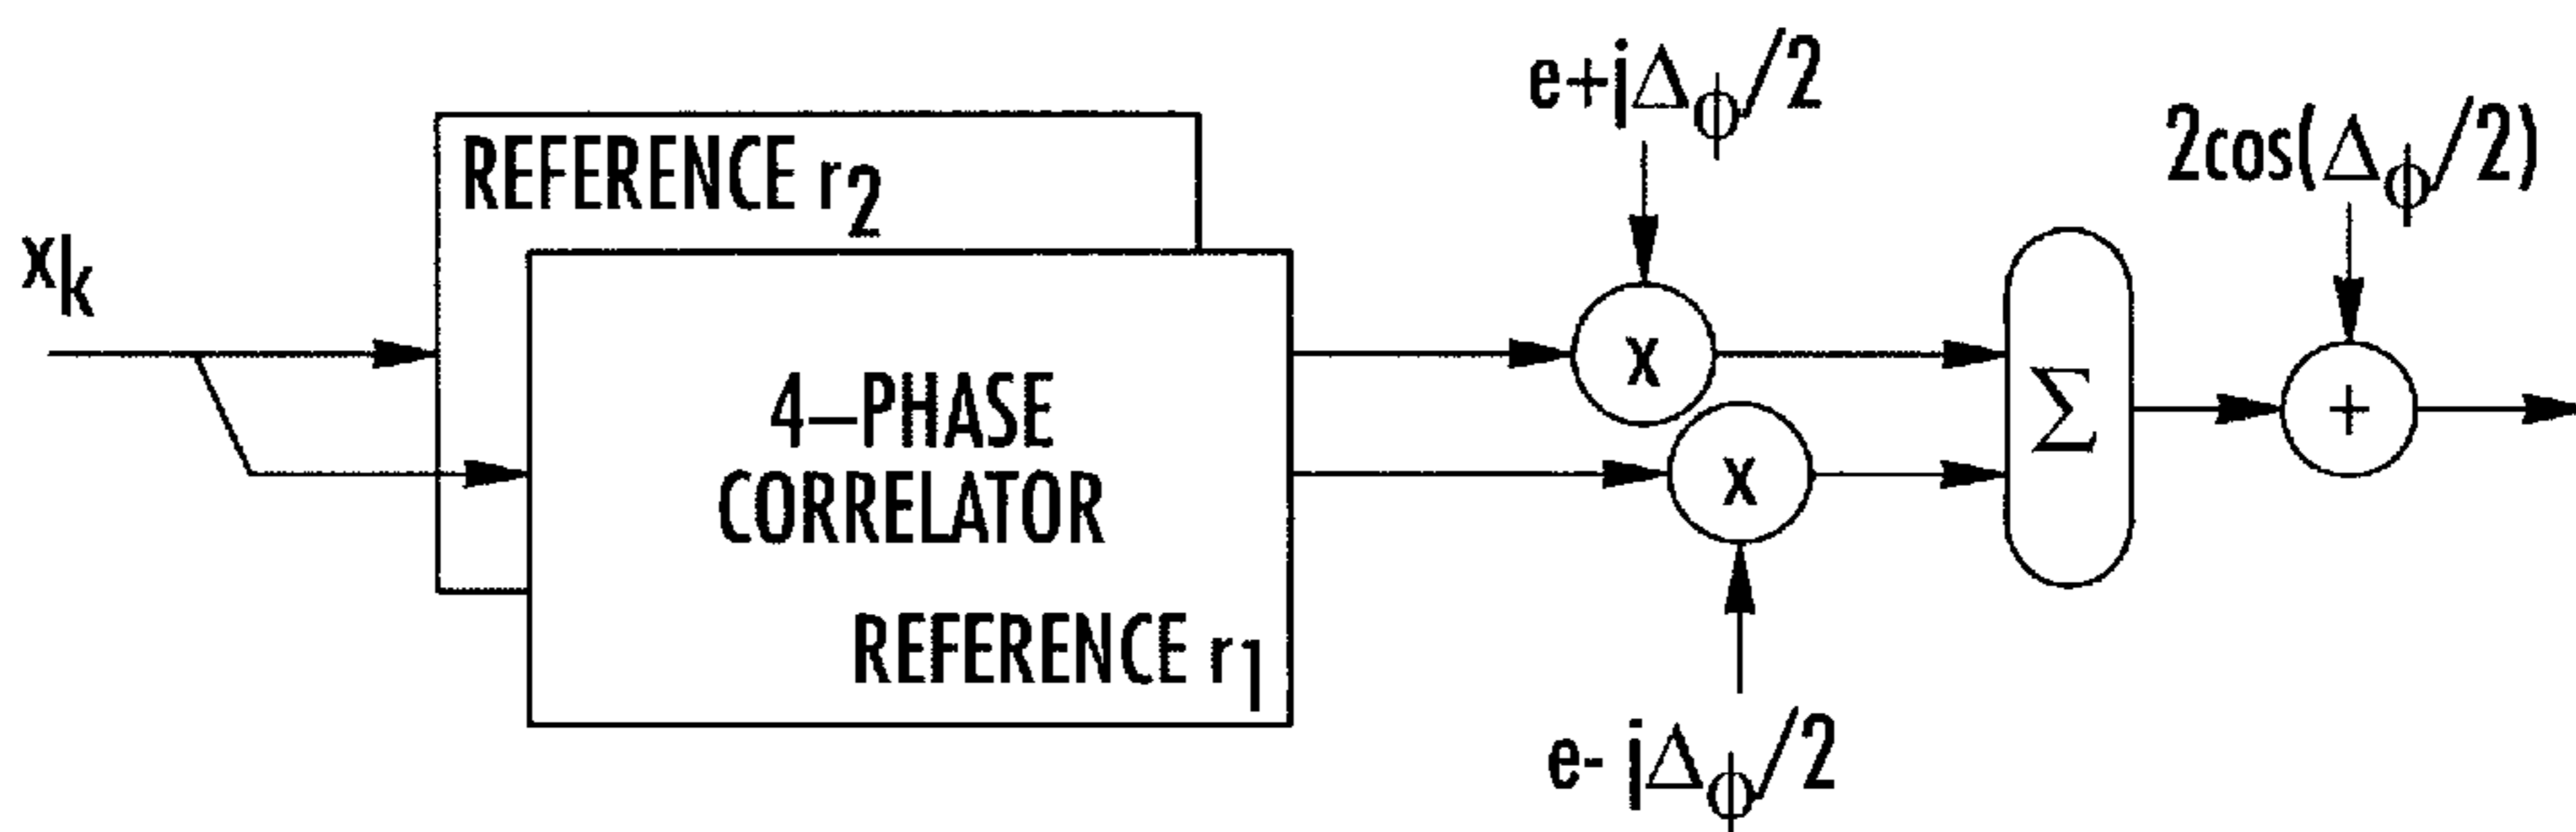 xk
REFERENCE r2
4–PHASE
CORRELATOR
REFERENCE r1
e+jΔϕ/2
x
x
e- jΔϕ/2
Σ
2cos(Δϕ/2)
+